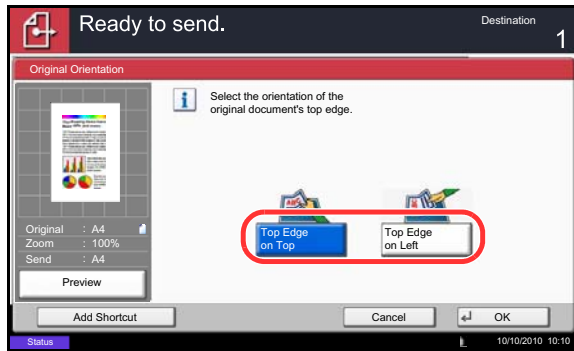 Ready to send.
Destination
1
Original Orientation
Select the orientation of the
original document's top edge.
Original : A4
Zoom : 100%
Send : A4
Preview
Top Edge
on Top
Top Edge
on Left
Add Shortcut
Cancel
OK
Status
10/10/2010 10:10